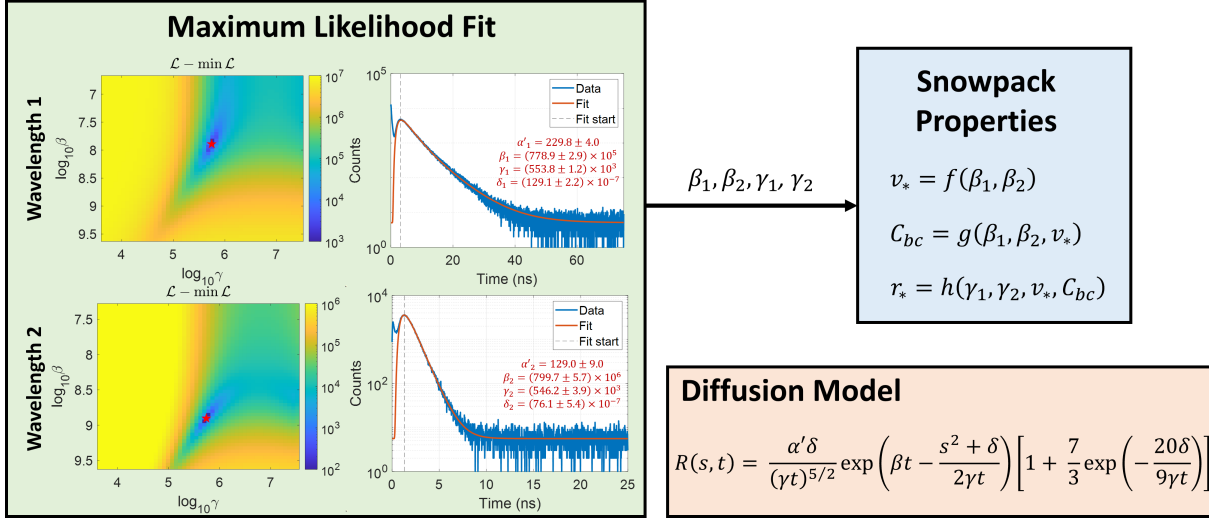 Maximum Likelihood Fit
Wavelength 1
ℒ − min ℒ
log₁₀β
7
7.5
8
8.5
9
9.5
4
5
6
7
log₁₀γ
10⁷
10⁶
10⁵
10⁴
10³
Counts
10⁵
10⁰
0
20
40
60
Time (ns)
Data
Fit
Fit start
α′₁ = 229.8 ± 4.0
β₁ = (778.9 ± 2.9) × 10⁵
γ₁ = (553.8 ± 1.2) × 10³
δ₁ = (129.1 ± 2.2) × 10⁻⁷
Wavelength 2
ℒ − min ℒ
log₁₀β
7.5
8
8.5
9
9.5
4
5
6
7
log₁₀γ
10⁶
10⁵
10⁴
10³
10²
Counts
10⁴
10²
10⁰
0
5
10
15
20
25
Time (ns)
Data
Fit
Fit start
α′₂ = 129.0 ± 9.0
β₂ = (799.7 ± 5.7) × 10⁶
γ₂ = (546.2 ± 3.9) × 10³
δ₂ = (76.1 ± 5.4) × 10⁻⁷
β₁, β₂, γ₁, γ₂
Snowpack
Properties
v∗ = f(β₁, β₂)
C_bc = g(β₁, β₂, v∗)
r∗ = h(γ₁, γ₂, v∗, C_bc)
Diffusion Model
R(s, t) = α′δ/(γt)^{5/2} exp(βt − (s² + δ)/(2γt)) [1 + 7/3 exp(−20δ/(9γt))]